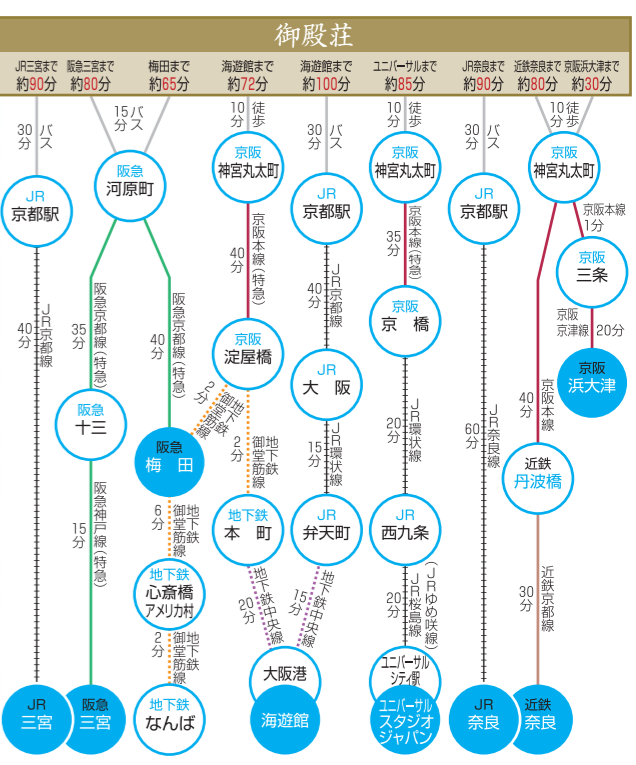 御殿荘
JR三宮まで
約90分
阪急三宮まで
約80分
梅田まで
約65分
海遊館まで
約72分
海遊館まで
約100分
ユニバーサルまで
約85分
JR奈良まで
約90分
近鉄奈良まで
約80分
京阪浜大津まで
約30分
30分
バス
JR
京都駅
40分
JR京都線
JR
三宮
15分
バス
阪急
河原町
35分
阪急京都線(特急)
阪急
十三
15分
阪急神戸線(特急)
阪急
三宮
40分
阪急京都線(特急)
阪急
梅田
6分
地下鉄
御堂筋線
地下鉄
心斎橋
アメリカ村
2分
地下鉄
御堂筋線
地下鉄
なんば
10分
徒歩
京阪
神宮丸太町
40分
京阪本線(特急)
京阪
淀屋橋
2分
地下鉄
御堂筋線
2分
地下鉄
御堂筋線
地下鉄
本町
20分
地下鉄中央線
30分
バス
JR
京都駅
40分
JR京都線
JR
大阪
15分
JR環状線
JR
弁天町
15分
地下鉄中央線
大阪港
海遊館
10分
徒歩
京阪
神宮丸太町
35分
京阪本線(特急)
京阪
京橋
20分
JR環状線
JR
西九条
20分
JR桜島線
(JRゆめ咲線)
ユニバーサル
シティ駅
ユニバーサル
スタジオ
ジャパン
30分
バス
JR
京都駅
60分
JR奈良線
JR
奈良
10分
徒歩
京阪
神宮丸太町
40分
京阪本線
近鉄
丹波橋
30分
近鉄京都線
近鉄
奈良
京阪本線
1分
京阪
三条
京阪
京津線
20分
京阪
浜大津